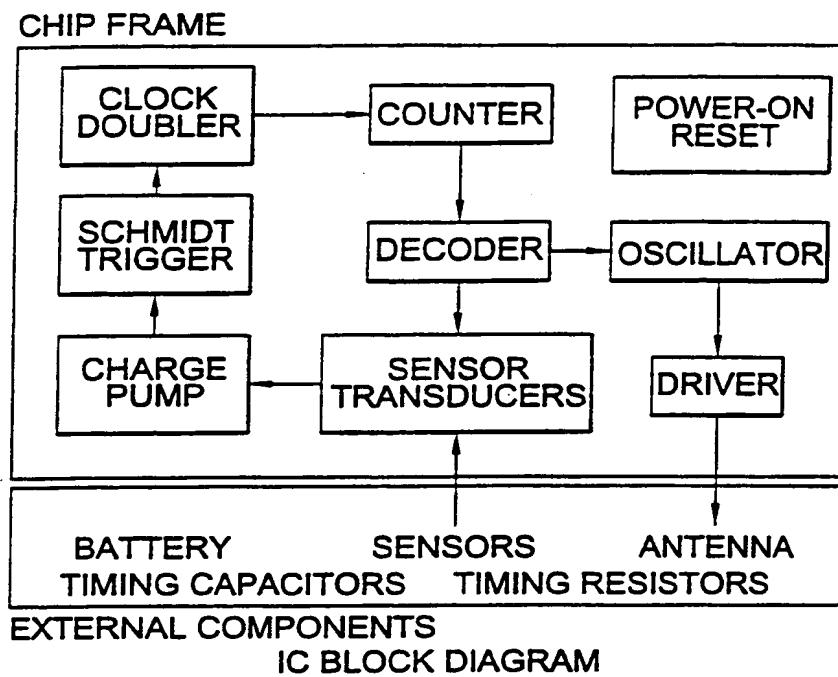 CHIP FRAME
CLOCK
DOUBLER
COUNTER
POWER-ON
RESET
SCHMIDT
TRIGGER
DECODER
OSCILLATOR
CHARGE
PUMP
SENSOR
TRANSDUCERS
DRIVER
BATTERY SENSORS ANTENNA
TIMING CAPACITORS TIMING RESISTORS
EXTERNAL COMPONENTS
IC BLOCK DIAGRAM